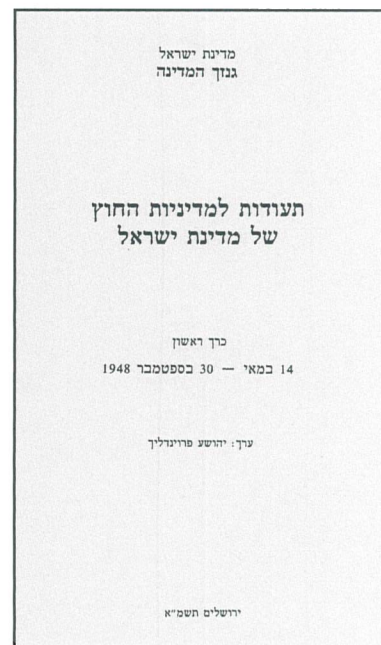 מדינת ישראל
גנזך המדינה
תעודות למדיניות החוץ
של מדינת ישראל
כרך ראשון
14 במאי — 30 בספטמבר 1948
ערך: יהושע פרוינדליך
ירושלים תשמ״א